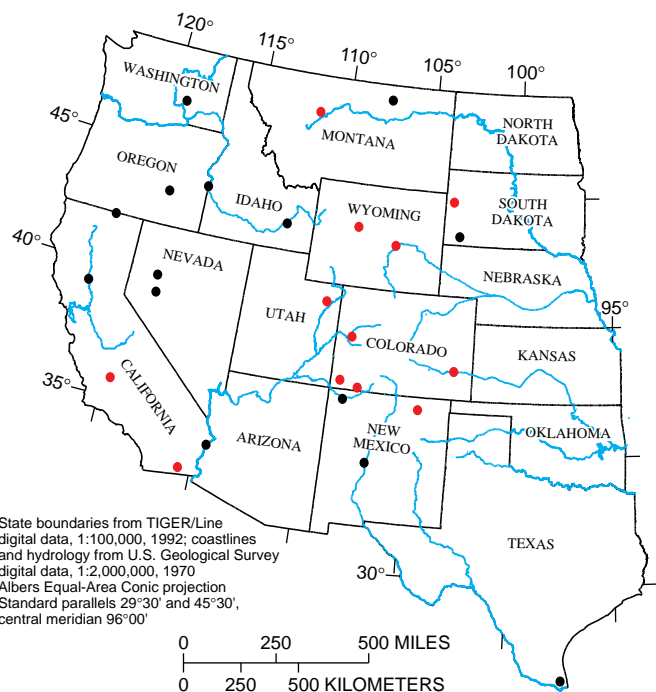 120°
115°
110°
105°
100°
WASHINGTON
45°
MONTANA
NORTH
DAKOTA
OREGON
IDAHO
WYOMING
SOUTH
DAKOTA
40°
NEVADA
NEBRASKA
UTAH
95°
COLORADO
KANSAS
35°
CALIFORNIA
ARIZONA
NEW
MEXICO
OKLAHOMA
State boundaries from TIGER/Line
digital data, 1:100,000, 1992; coastlines
and hydrology from U.S. Geological Survey
digital data, 1:2,000,000, 1970
Albers Equal-Area Conic projection
Standard parallels 29°30' and 45°30',
central meridian 96°00'
TEXAS
30°
0 250 500 MILES
0 250 500 KILOMETERS